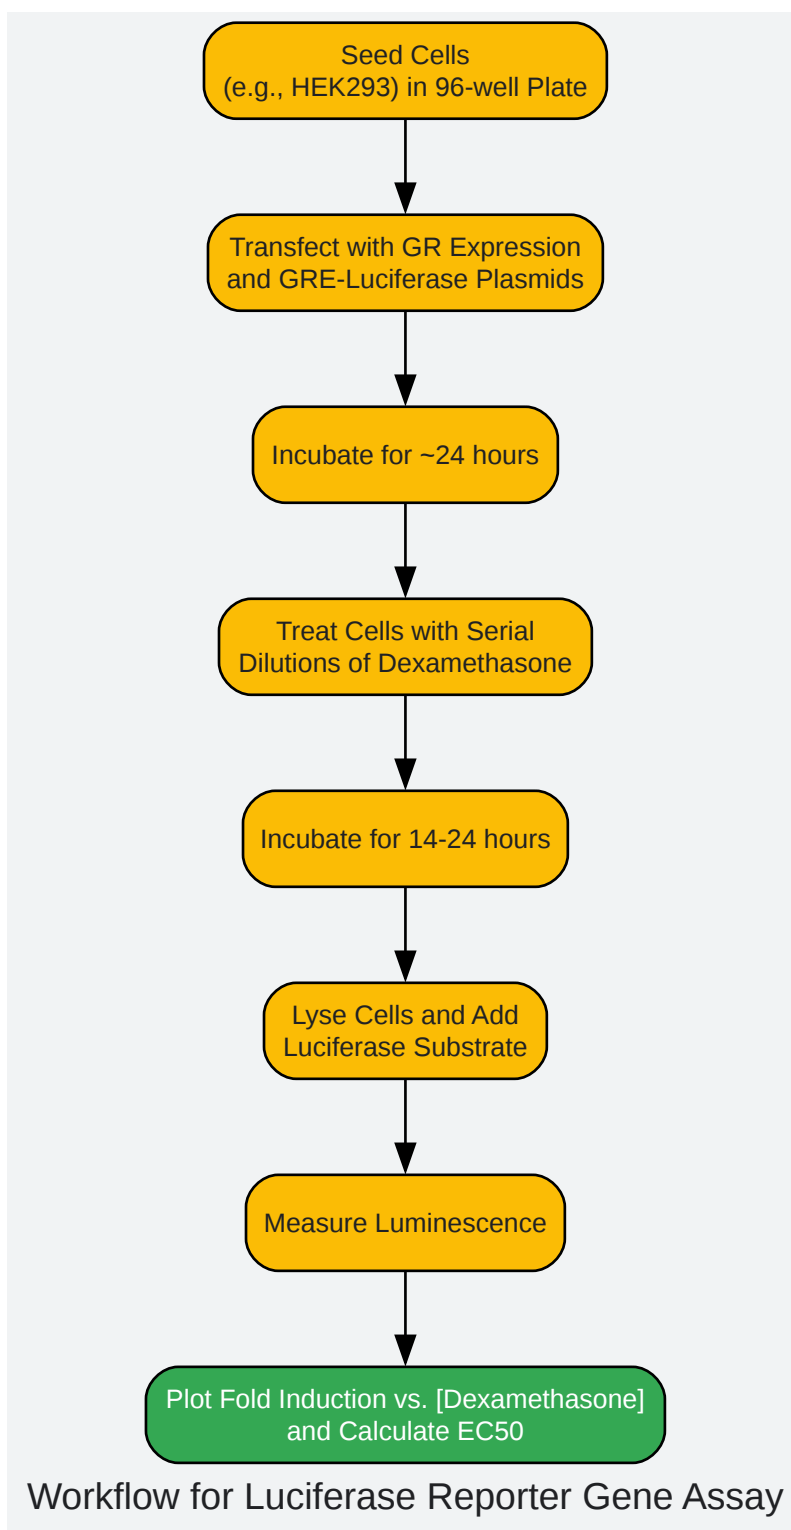 Seed Cells
(e.g., HEK293) in 96-well Plate
Transfect with GR Expression
and GRE-Luciferase Plasmids
Incubate for ~24 hours
Treat Cells with Serial
Dilutions of Dexamethasone
Incubate for 14-24 hours
Lyse Cells and Add
Luciferase Substrate
Measure Luminescence
Plot Fold Induction vs. [Dexamethasone]
and Calculate EC50
Workflow for Luciferase Reporter Gene Assay